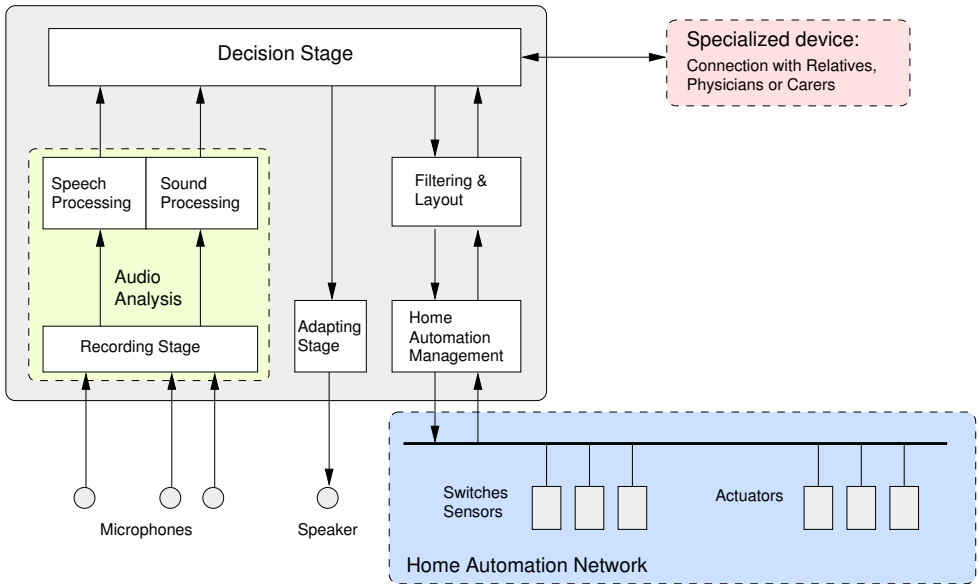 Decision Stage
Specialized device:
Connection with Relatives,
Physicians or Carers
Speech
Processing
Sound
Processing
Filtering &
Layout
Audio
Analysis
Recording Stage
Adapting
Stage
Home
Automation
Management
Microphones
Speaker
Switches
Sensors
Actuators
Home Automation Network